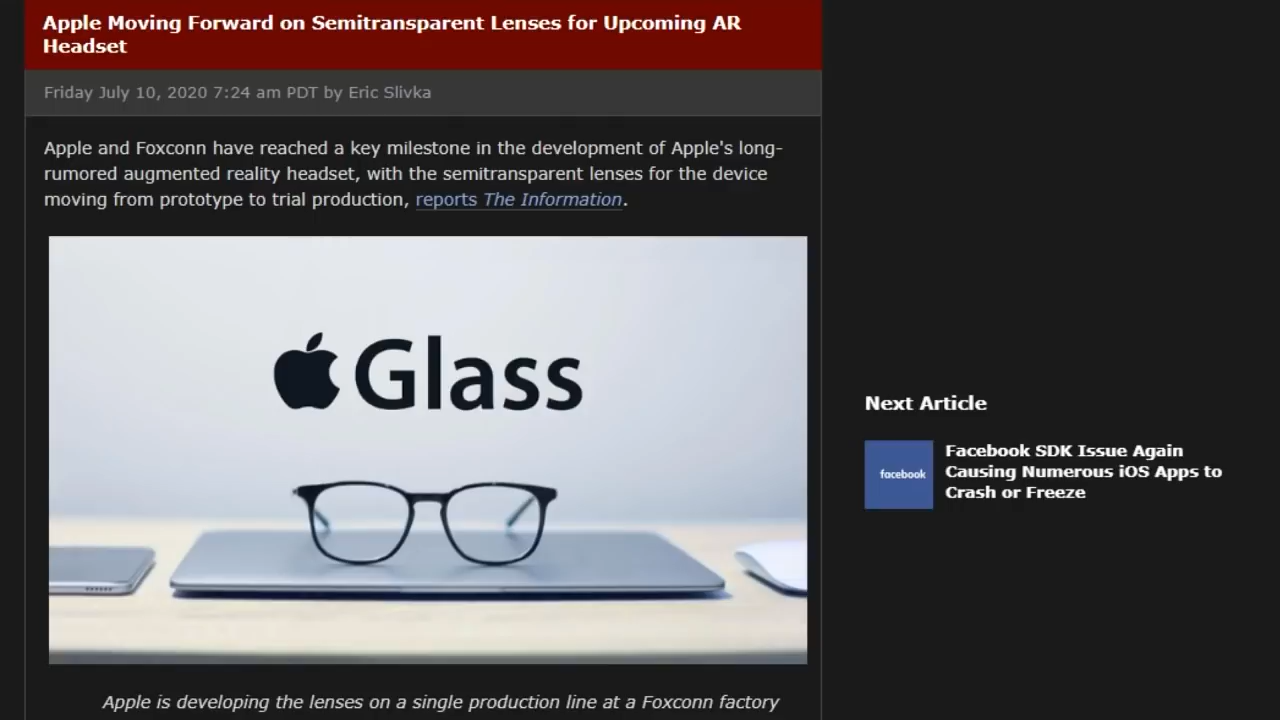 Apple Moving Forward on Semitransparent Lenses for Upcoming AR
Headset
Friday July 10, 2020 7:24 am PDT by Eric Slivka
Apple and Foxconn have reached a key milestone in the development of Apple's long-
rumored augmented reality headset, with the semitransparent lenses for the device
moving from prototype to trial production, reports The Information.
Glass
Next Article
facebook
Facebook SDK Issue Again
Causing Numerous iOS Apps to
Crash or Freeze
Apple is developing the lenses on a single production line at a Foxconn factory